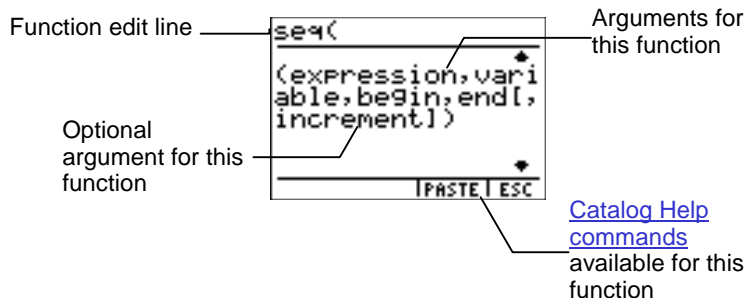 Function edit line
seq(
Arguments for
this function
(expression,vari
able,begin,end[,
increment])
Optional
argument for this
function
PASTE ESC
Catalog Help
commands
available for this
function